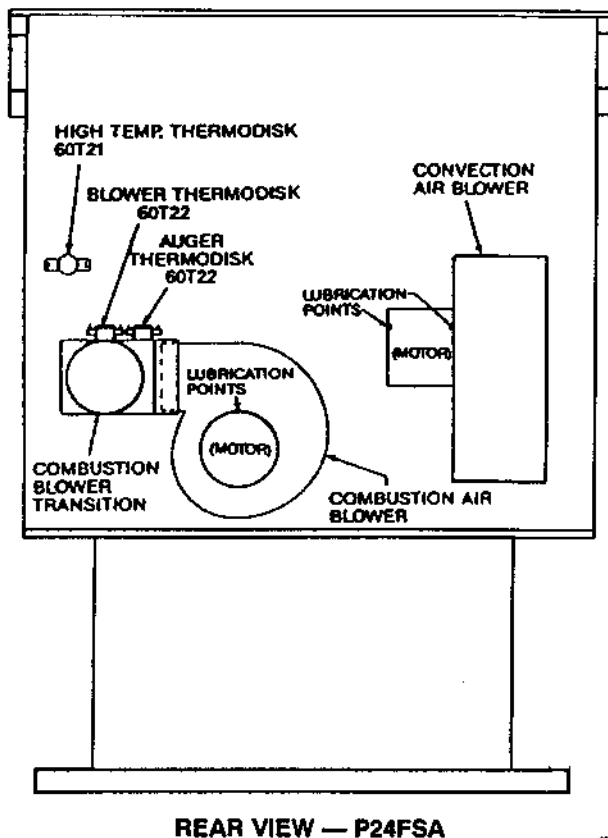 HIGH TEMP. THERMODISK
60T21
BLOWER THERMODISK
60T22
AUGER
THERMODISK
60T22
CONVECTION
AIR BLOWER
LUBRICATION
POINTS
(MOTOR)
LUBRICATION
POINTS
(MOTOR)
COMBUSTION
BLOWER
TRANSITION
COMBUSTION AIR
BLOWER
REAR VIEW — P24FSA